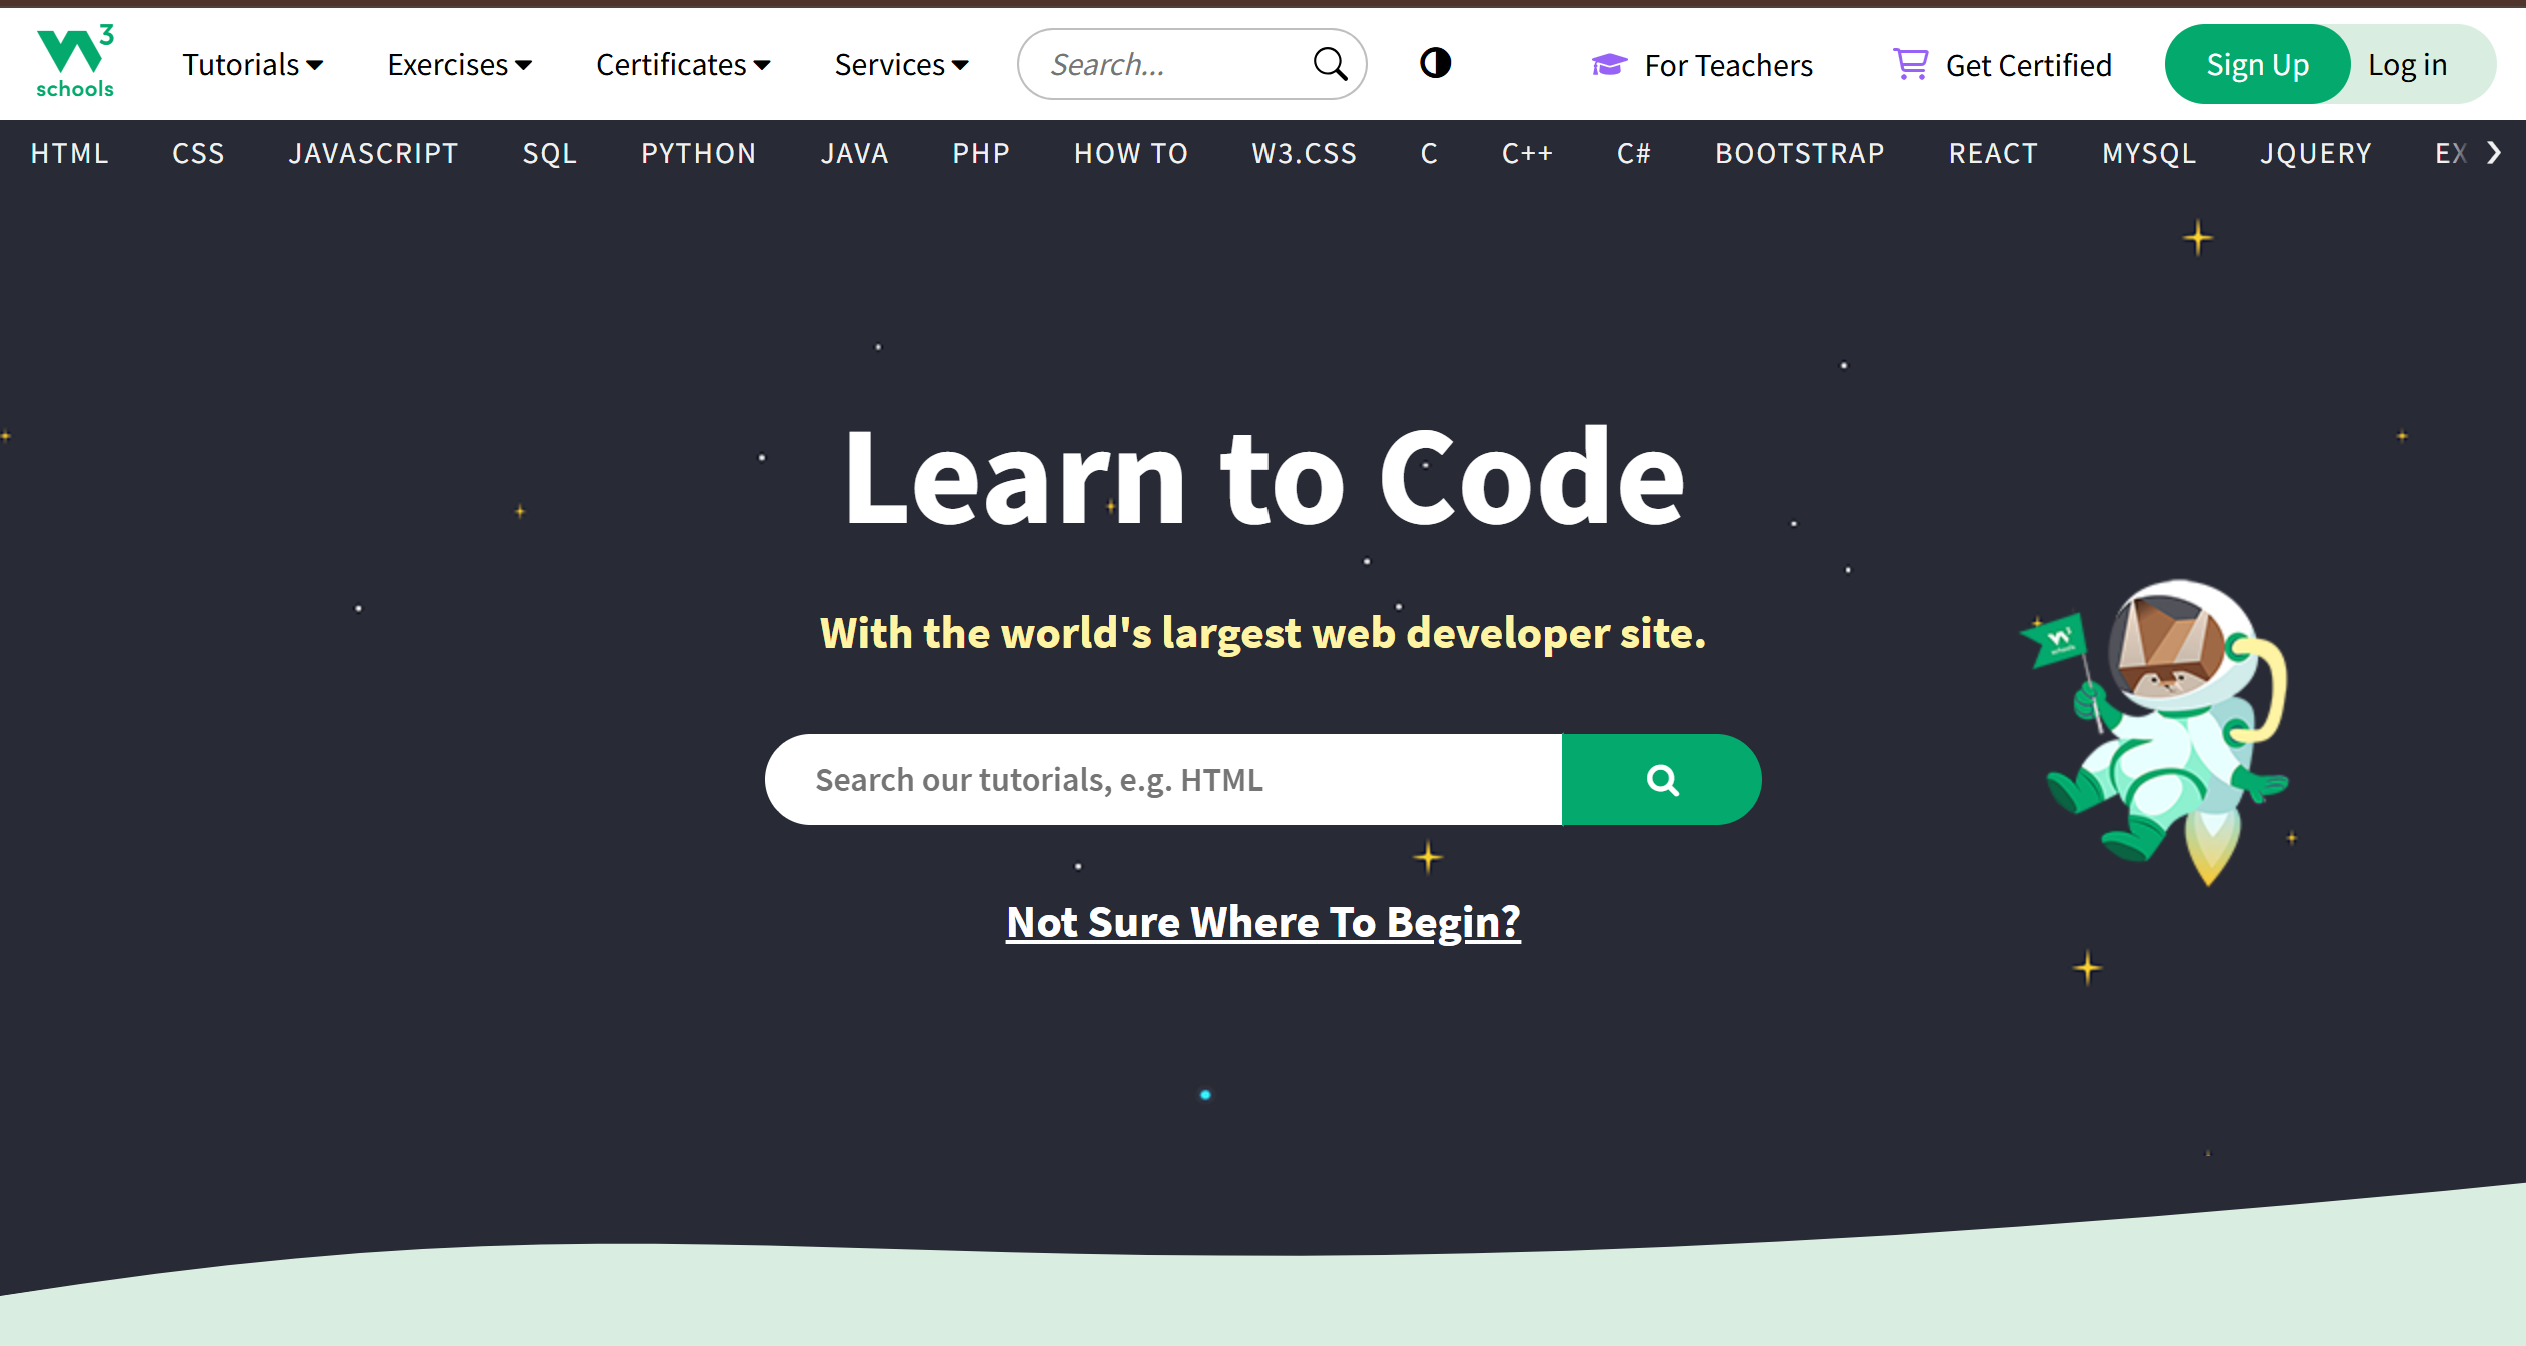 W3 schools
Tutorials Exercises Certificates Services Search... For Teachers Get Certified Sign Up Log in
HTML CSS JAVASCRIPT SQL PYTHON JAVA PHP HOW TO W3.CSS C C++ C# BOOTSTRAP REACT MYSQL JQUERY EX
Learn to Code
With the world's largest web developer site.
W3 schools
Search our tutorials, e.g. HTML
Not Sure Where To Begin?